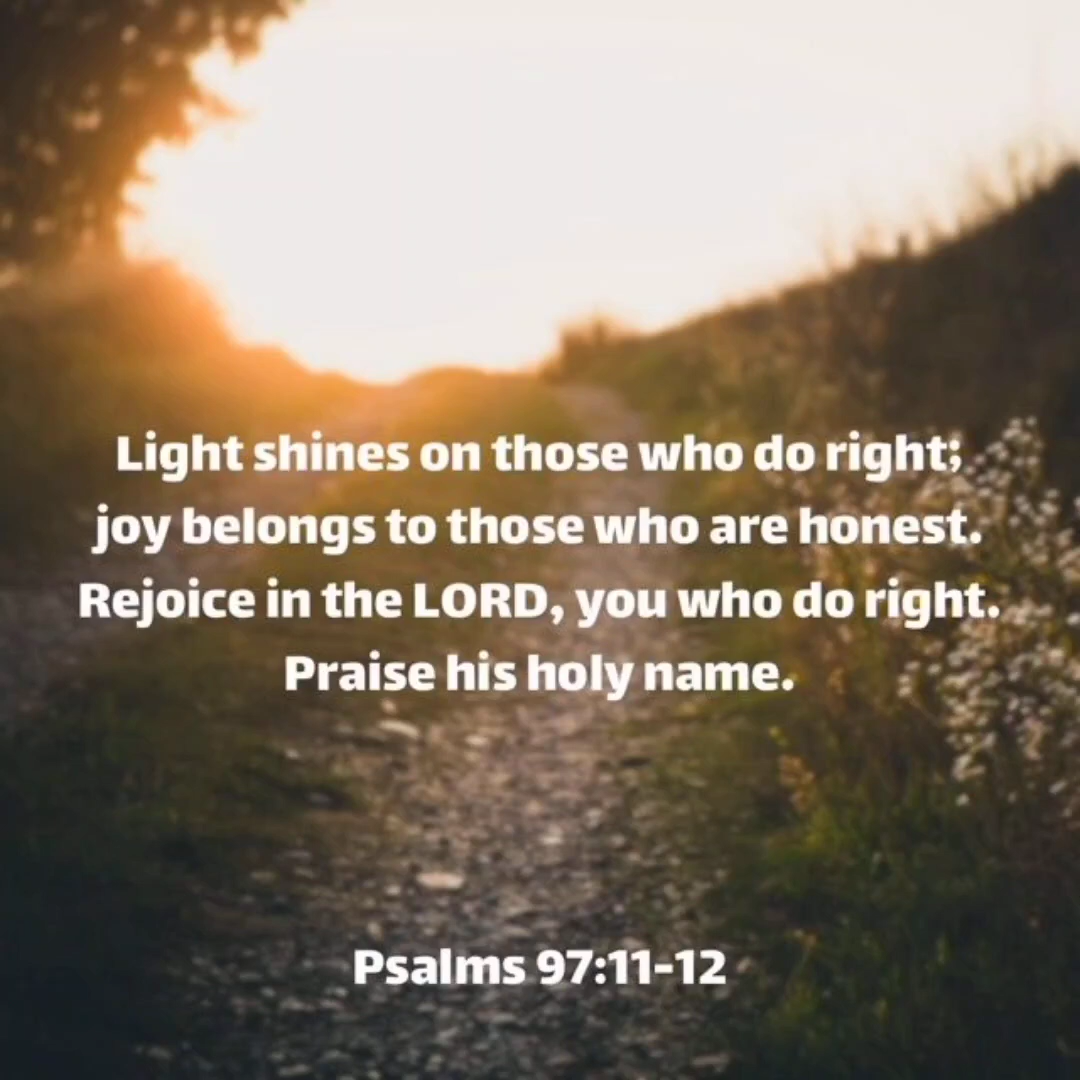 Light shines on those who do right;
joy belongs to those who are honest.
Rejoice in the LORD, you who do right.
Praise his holy name.
Psalms 97:11-12